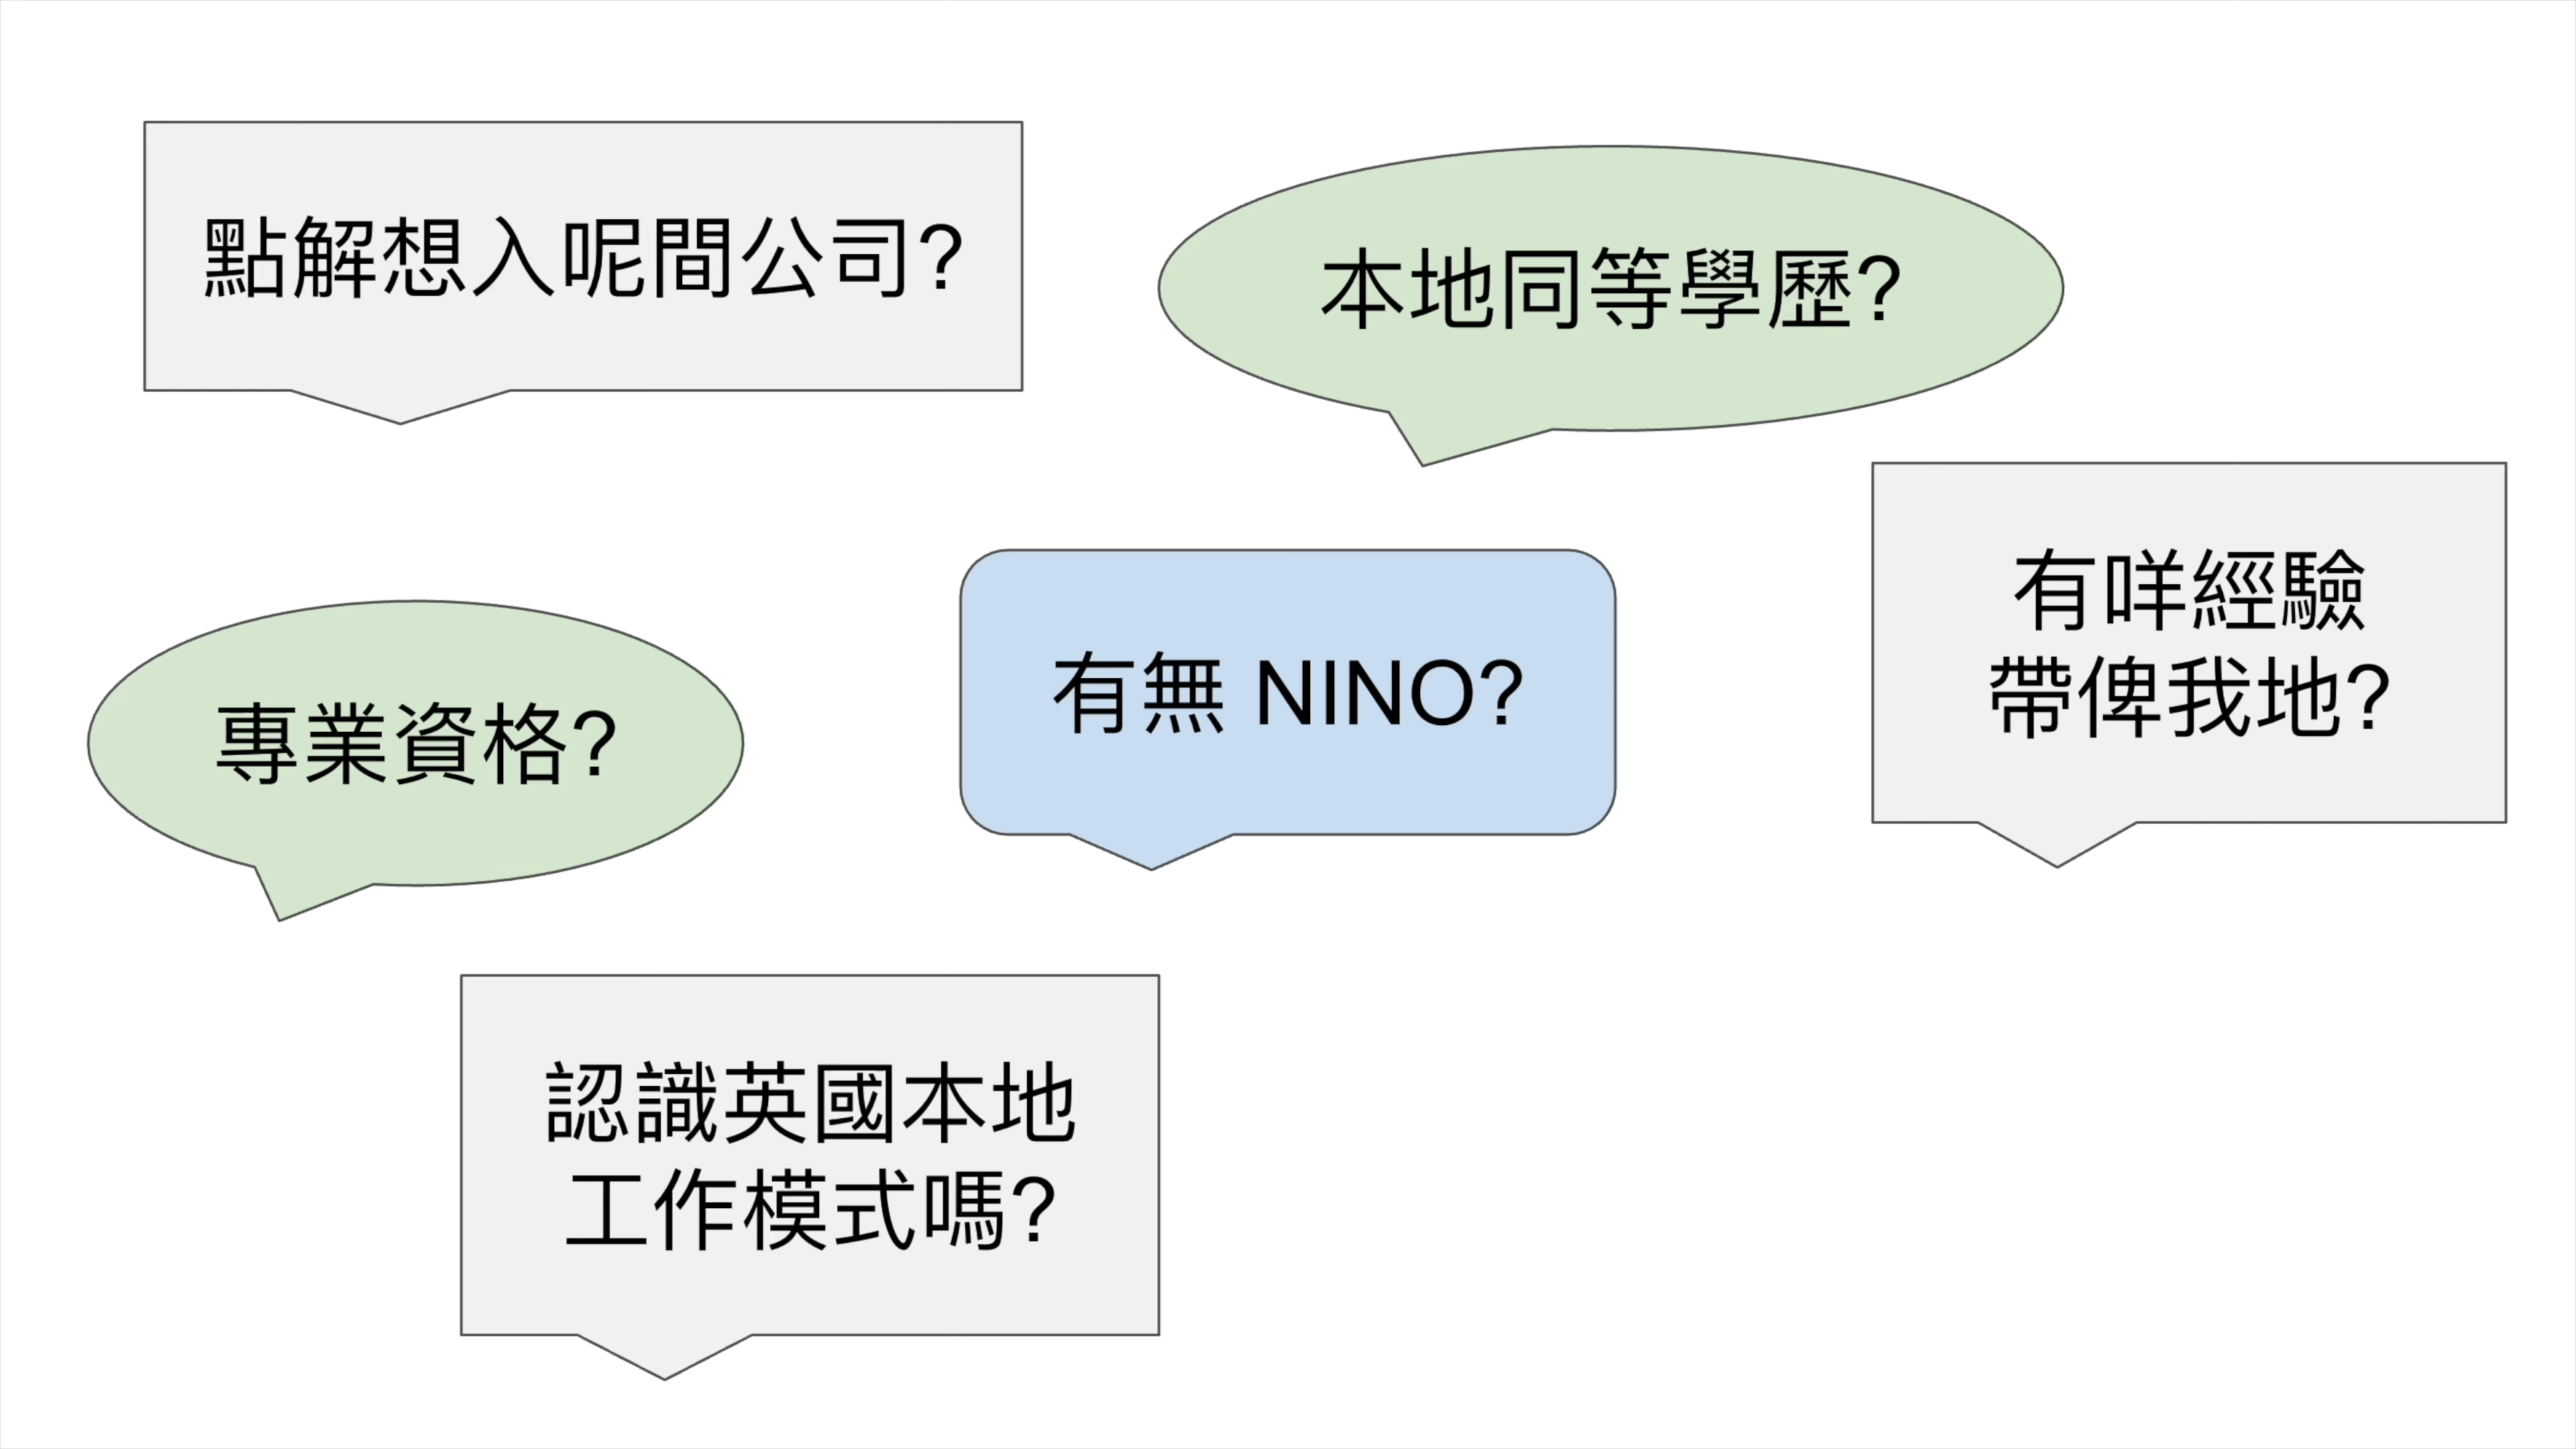 點解想入呢間公司?
本地同等學歷?
有咩經驗
帶俾我地?
有無 NINO?
專業資格?
認識英國本地
工作模式嗎?